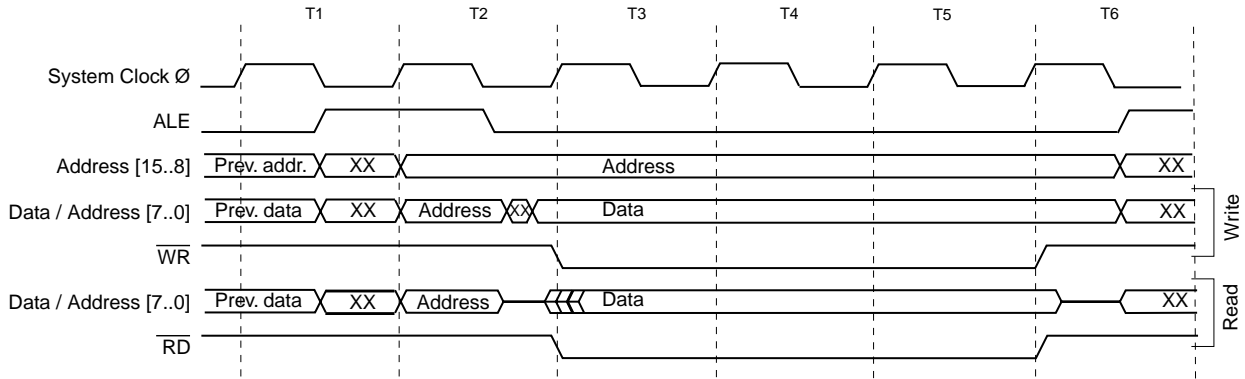 T1 T2 T3 T4 T5 T6
System Clock Ø
ALE
Address [15..8] Prev. addr. XX Address XX
Data / Address [7..0] Prev. data XX Address XX Data XX
WR
Write
Data / Address [7..0] Prev. data XX Address Data XX
RD
Read